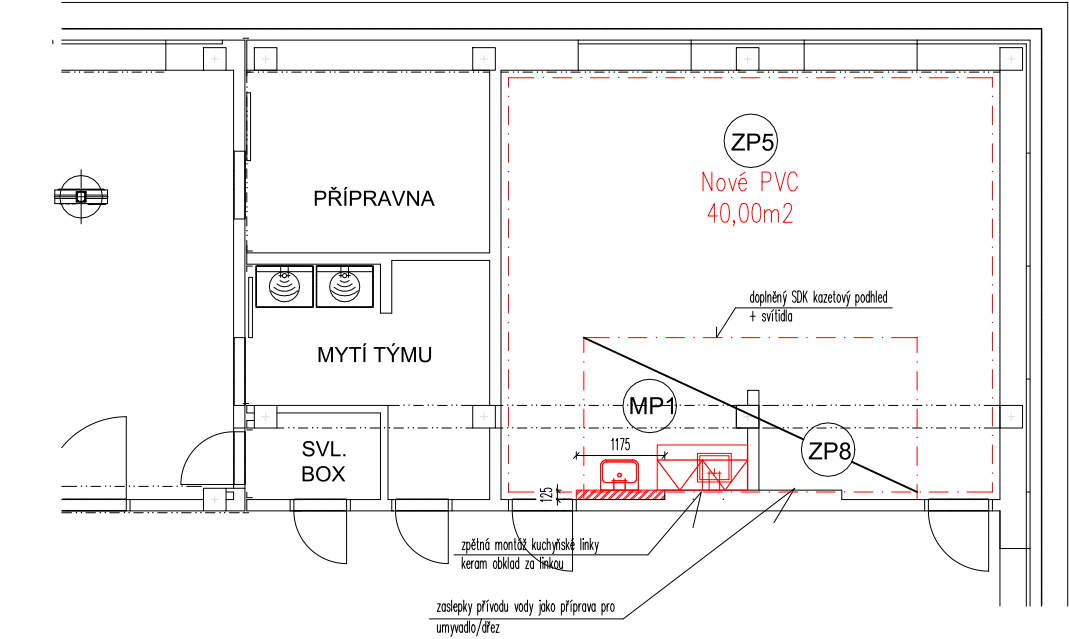 ZP5
Nové PVC
40,00m2
PŘÍPRAVNA
doplněný SDK kazetový podhled
+ svítidla
MYTÍ TÝMU
MP1
SVL.
BOX
1175
ZP8
125
zpětná montáž kuchyňské linky
keram obklad za linkou
zaslepky přívodu vody jako příprava pro
umyvadlo/dřez